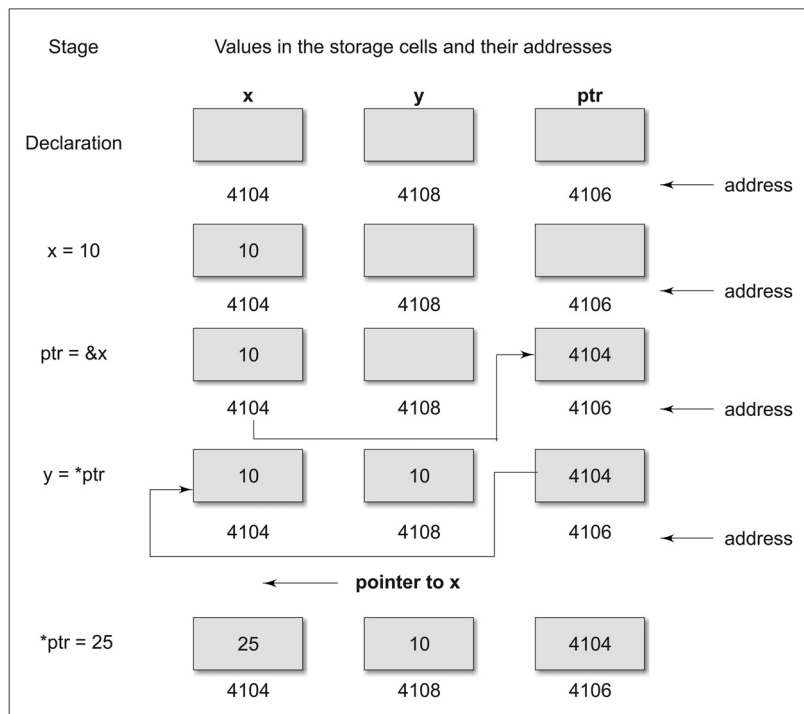 Stage Values in the storage cells and their addresses
x y ptr
Declaration
4104 4108 4106 address
x = 10 10
4104 4108 4106 address
ptr = &x 10 4104
4104 4108 4106 address
y = *ptr 10 10 4104
4104 4108 4106 address
pointer to x
*ptr = 25 25 10 4104
4104 4108 4106